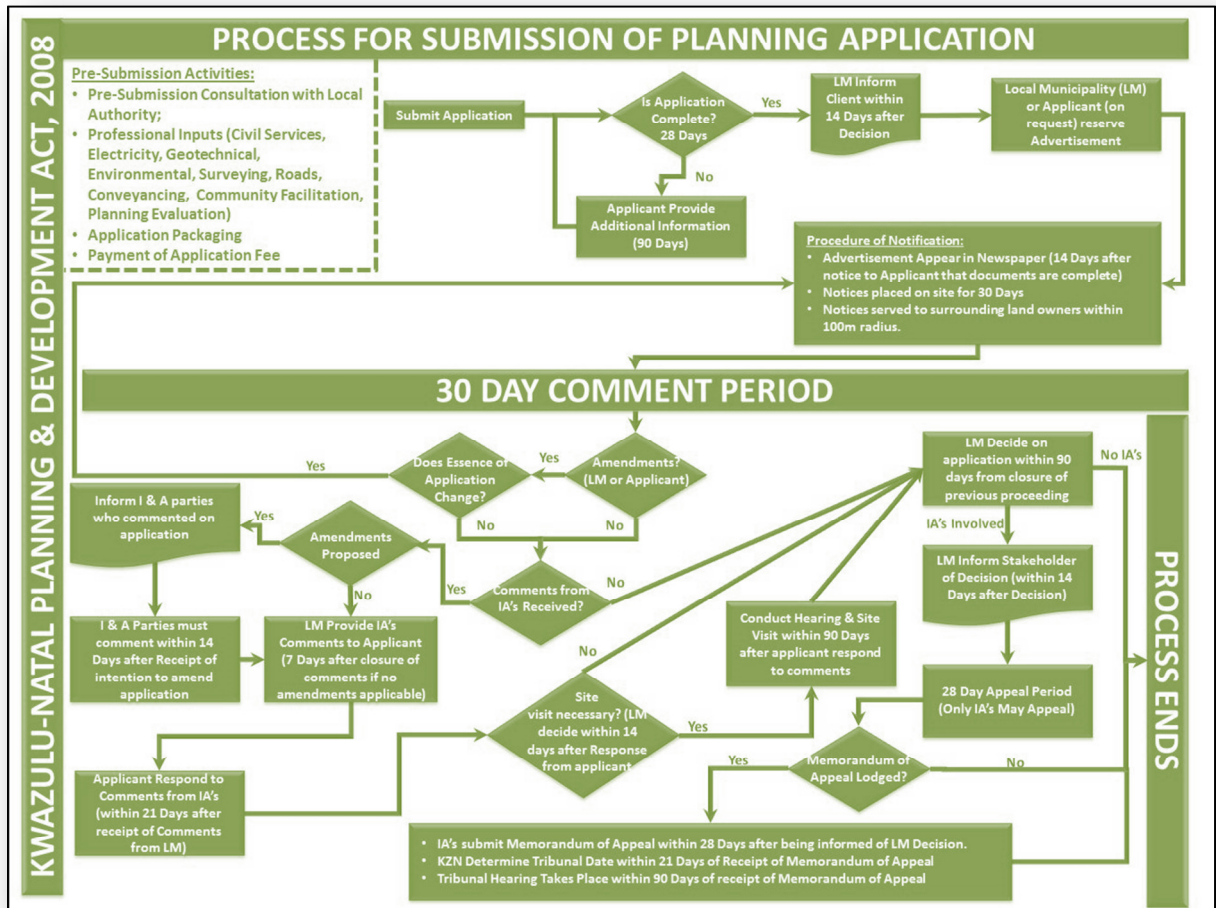 KWAZULU-NATAL PLANNING & DEVELOPMENT ACT, 2008
PROCESS FOR SUBMISSION OF PLANNING APPLICATION
Pre-Submission Activities:
• Pre-Submission Consultation with Local
Authority;
• Professional Inputs (Civil Services,
Electricity, Geotechnical,
Environmental, Surveying, Roads,
Conveyancing, Community Facilitation,
Planning Evaluation)
• Application Packaging
• Payment of Application Fee
Submit Application
Is Application
Complete?
28 Days
Yes
LM Inform
Client within
14 Days after
Decision
Local Municipality (LM)
or Applicant (on
request) reserve
Advertisement
No
Applicant Provide
Additional Information
(90 Days)
Procedure of Notification:
• Advertisement Appear in Newspaper (14 Days after
notice to Applicant that documents are complete)
• Notices placed on site for 30 Days
• Notices served to surrounding land owners within
100m radius.
30 DAY COMMENT PERIOD
Yes
Does Essence of
Application
Change?
Yes
Amendments?
(LM or Applicant)
LM Decide on
application within 90
days from closure of
previous proceeding
No IA's
Inform I & A parties
who commented on
application
Yes
Amendments
Proposed
No
No
IA's Involved
Yes
Comments from
IA's Received?
No
LM Inform Stakeholder
of Decision (within 14
Days after Decision)
No
I & A Parties must
comment within 14
Days after Receipt of
intention to amend
application
LM Provide IA's
Comments to Applicant
(7 Days after closure of
comments if no
amendments applicable)
No
Conduct Hearing & Site
Visit within 90 Days
after applicant respond
to comments
Site
visit necessary? (LM
decide within 14
days after Response
from applicant
Yes
28 Day Appeal Period
(Only IA's May Appeal)
Applicant Respond to
Comments from IA's
(within 21 Days after
receipt of Comments
from LM)
Yes
Memorandum of
Appeal Lodged?
No
• IA's submit Memorandum of Appeal within 28 Days after being informed of LM Decision.
• KZN Determine Tribunal Date within 21 Days of Receipt of Memorandum of Appeal
• Tribunal Hearing Takes Place within 90 Days of receipt of Memorandum of Appeal
PROCESS ENDS